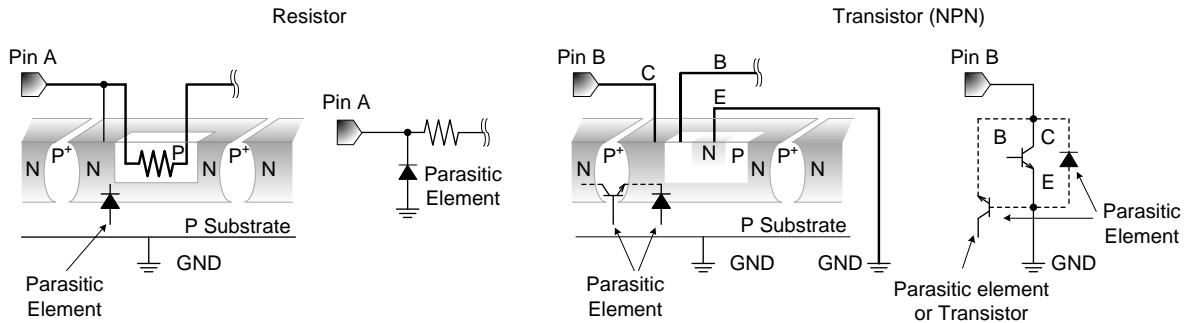 Resistor
Transistor (NPN)
Pin A
Pin B
C
B
E
Pin B
Pin A
N
P+
N
P
N
P+
N
Parasitic
Element
P Substrate
GND
Parasitic
Element
N
P+
N
N
P
N
P+
N
P Substrate
GND
GND
Parasitic
Element
B
C
E
Parasitic
Element
GND
Parasitic element
or Transistor